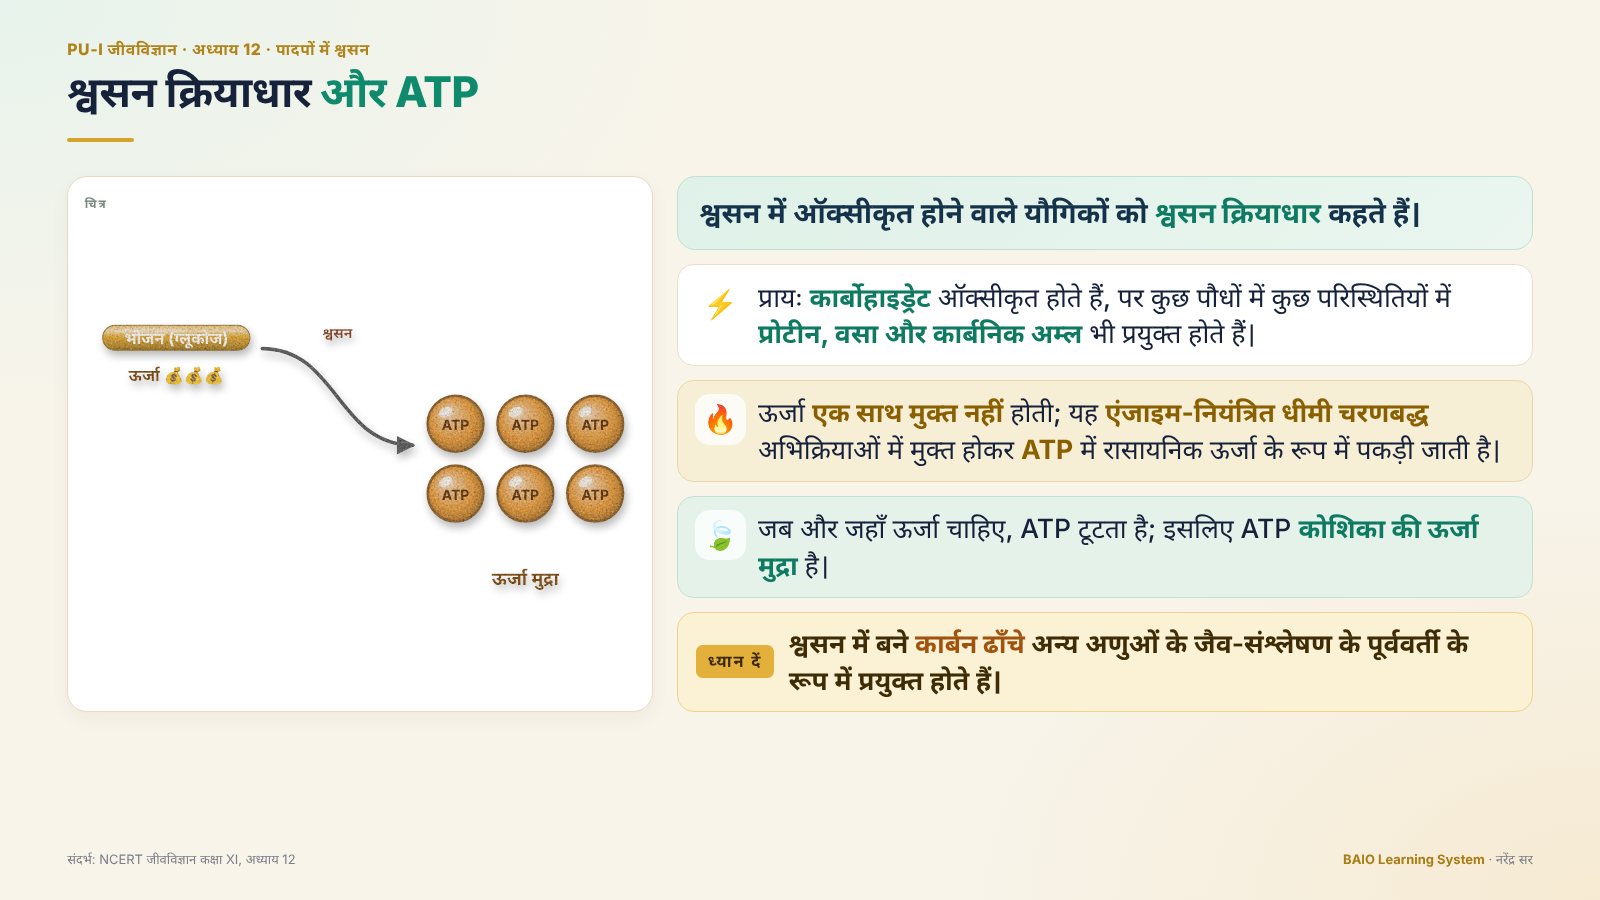 PU-I जीवविज्ञान · अध्याय 12 · पादपों में श्वसन
श्वसन क्रियाधार और ATP
चित्र
भोजन (ग्लूकोज)
ऊर्जा 💰💰💰
श्वसन
ATP ATP ATP
ATP ATP ATP
ऊर्जा मुद्रा
श्वसन में ऑक्सीकृत होने वाले यौगिकों को श्वसन क्रियाधार कहते हैं|
प्राय: कार्बोहाइड्रेट ऑक्सीकृत होते हैं, पर कुछ पौधों में कुछ परिस्थितियों में
प्रोटीन, वसा और कार्बनिक अम्ल भी प्रयुक्त होते हैं|
ऊर्जा एक साथ मुक्त नहीं होती; यह एंजाइम-नियंत्रित धीमी चरणबद्ध
अभिक्रियाओं में मुक्त होकर ATP में रासायनिक ऊर्जा के रूप में पकड़ी जाती है|
जब और जहाँ ऊर्जा चाहिए, ATP टूटता है; इसलिए ATP कोशिका की ऊर्जा
मुद्रा है|
ध्यान दें
श्वसन में बने कार्बन ढाँचे अन्य अणुओं के जैव-संश्लेषण के पूर्ववर्ती के
रूप में प्रयुक्त होते हैं|
संदर्भ: NCERT जीवविज्ञान कक्षा XI, अध्याय 12
BAIO Learning System · नरेंद्र सर